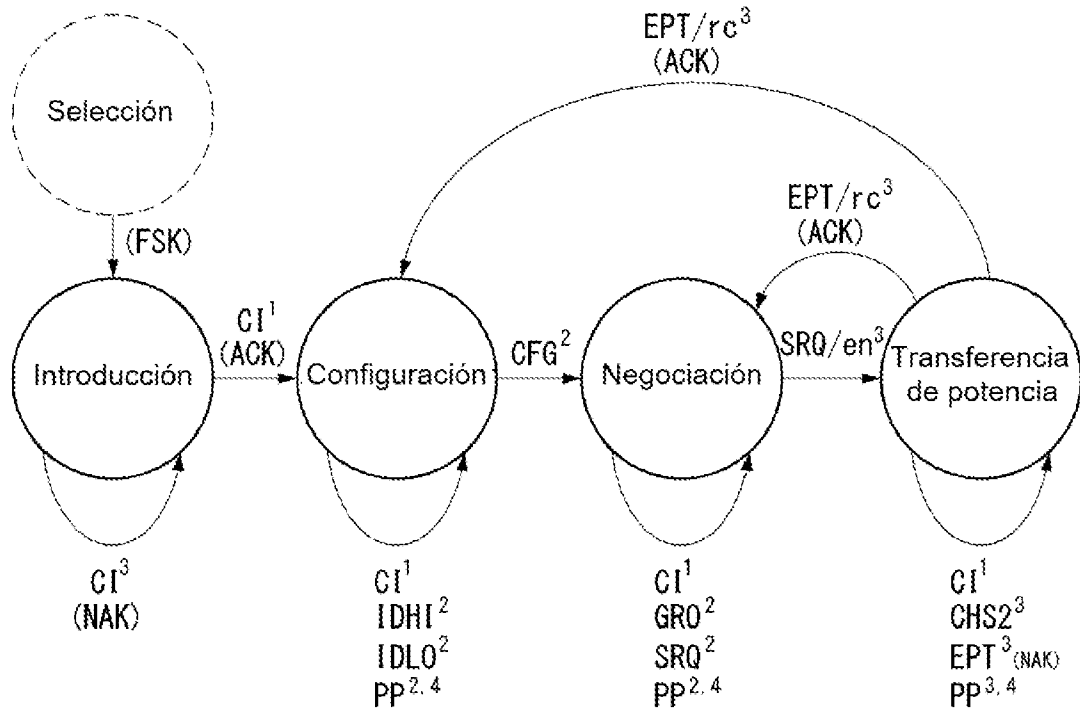 EPT/rc³
(ACK)
Selección
EPT/rc³
(ACK)
(FSK)
CI¹
(ACK)
CFG²
SRQ/en³
Introducción
Configuración
Negociación
Transferencia
de potencia
CI³
(NAK)
CI¹
IDHI²
IDLO²
PP²,⁴
CI¹
GRO²
SRQ²
PP²,⁴
CI¹
CHS2³
EPT³(NAK)
PP³,⁴